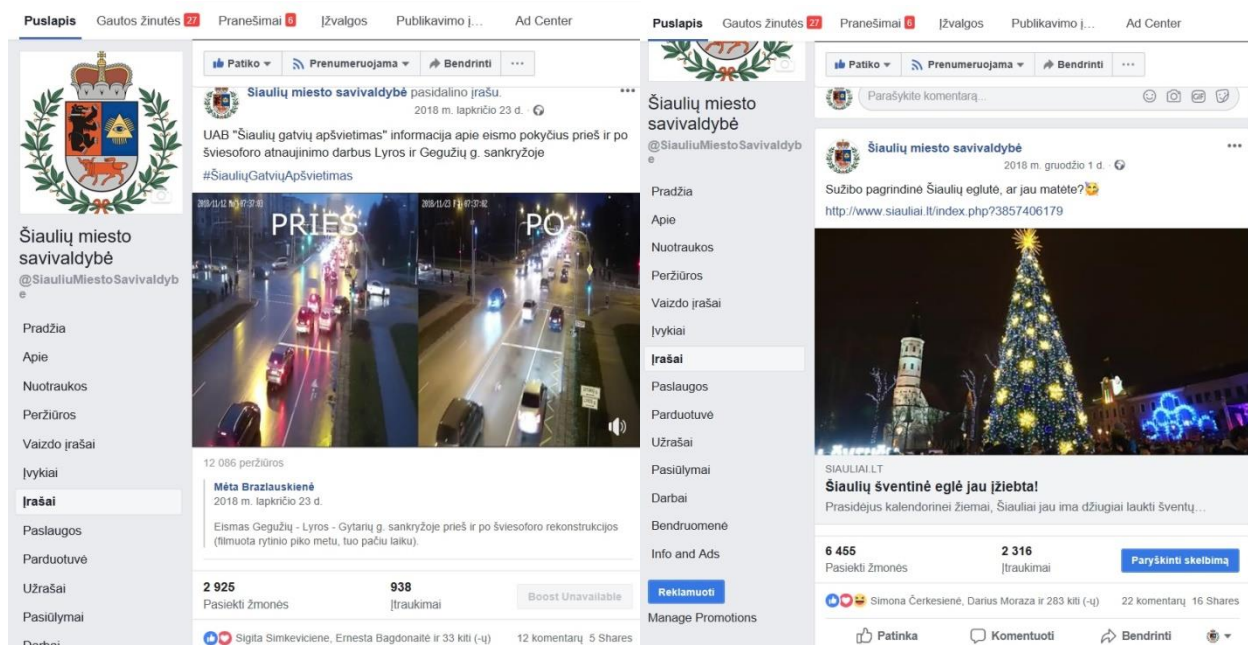 Puslapis Gautos žinutės 27 Pranešimai 6 Įžvalgos Publikavimo į… Ad Center
Patiko Prenumeruojama Bendrinti ...
Šiaulių miesto
savivaldybė
@SiauliuMiestoSavivaldyb
e
Pradžia
Apie
Nuotraukos
Peržiūros
Vaizdo įrašai
Įvykiai
Įrašai
Paslaugos
Parduotuvė
Užrašai
Pasiūlymai
Darbai
Šiaulių miesto savivaldybė pasidalino įrašu.
2018 m. lapkričio 23 d.
UAB "Šiaulių gatvių apšvietimas" informacija apie eismo pokyčius prieš ir po
šviesoforo atnaujinimo darbus Lyros ir Gegužių g. sankryžoje
#ŠiauliųGatviųApšvietimas
PRIEŠ PO
12 086 peržiūros
Mėta Brazlauskienė
2018 m. lapkričio 23 d.
Eismas Gegužių - Lyros - Gytarių g. sankryžoje prieš ir po šviesoforo rekonstrukcijos
(filmuota rytinio piko metu, tuo pačiu laiku).
2 925 938
Pasiekti žmonės Įtraukimai
Boost Unavailable
Sigita Simkeviciene, Ernesta Bagdonaitė ir 33 kiti (-ų) 12 komentarų 5 Shares
Puslapis Gautos žinutės 27 Pranešimai 6 Įžvalgos Publikavimo į… Ad Center
Patiko Prenumeruojama Bendrinti ...
Šiaulių miesto
savivaldybė
@SiauliuMiestoSavivaldyb
e
Pradžia
Apie
Nuotraukos
Peržiūros
Vaizdo įrašai
Įvykiai
Įrašai
Paslaugos
Parduotuvė
Užrašai
Pasiūlymai
Darbai
Bendruomenė
Info and Ads
Reklamuoti
Manage Promotions
Parašykite komentarą... GIF
Šiaulių miesto savivaldybė
2018 m. gruodžio 1 d.
Sužibo pagrindinė Šiaulių eglutė, ar jau matėte?🥰
http://www.siauliai.lt/index.php?3857406179
SIAULIAI.LT
Šiaulių šventinė eglė jau įžiebta!
Prasidėjus kalendorinei žiemai, Šiauliai jau ima džiugiai laukti šventų…
6 455 2 316
Pasiekti žmonės Įtraukimai
Paryškinti skelbimą
Simona Čerkesienė, Darius Moraza ir 283 kiti (-ų) 22 komentarų 16 Shares
Patinka Komentuoti Bendrinti